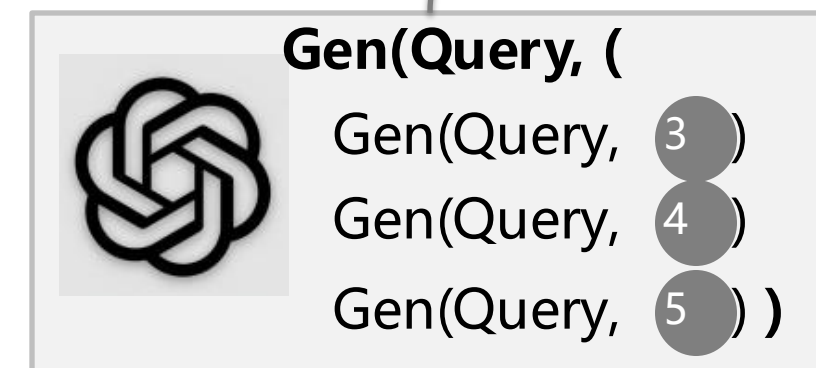 Gen(Query, (
Gen(Query, 3 )
Gen(Query, 4 )
Gen(Query, 5 ) )